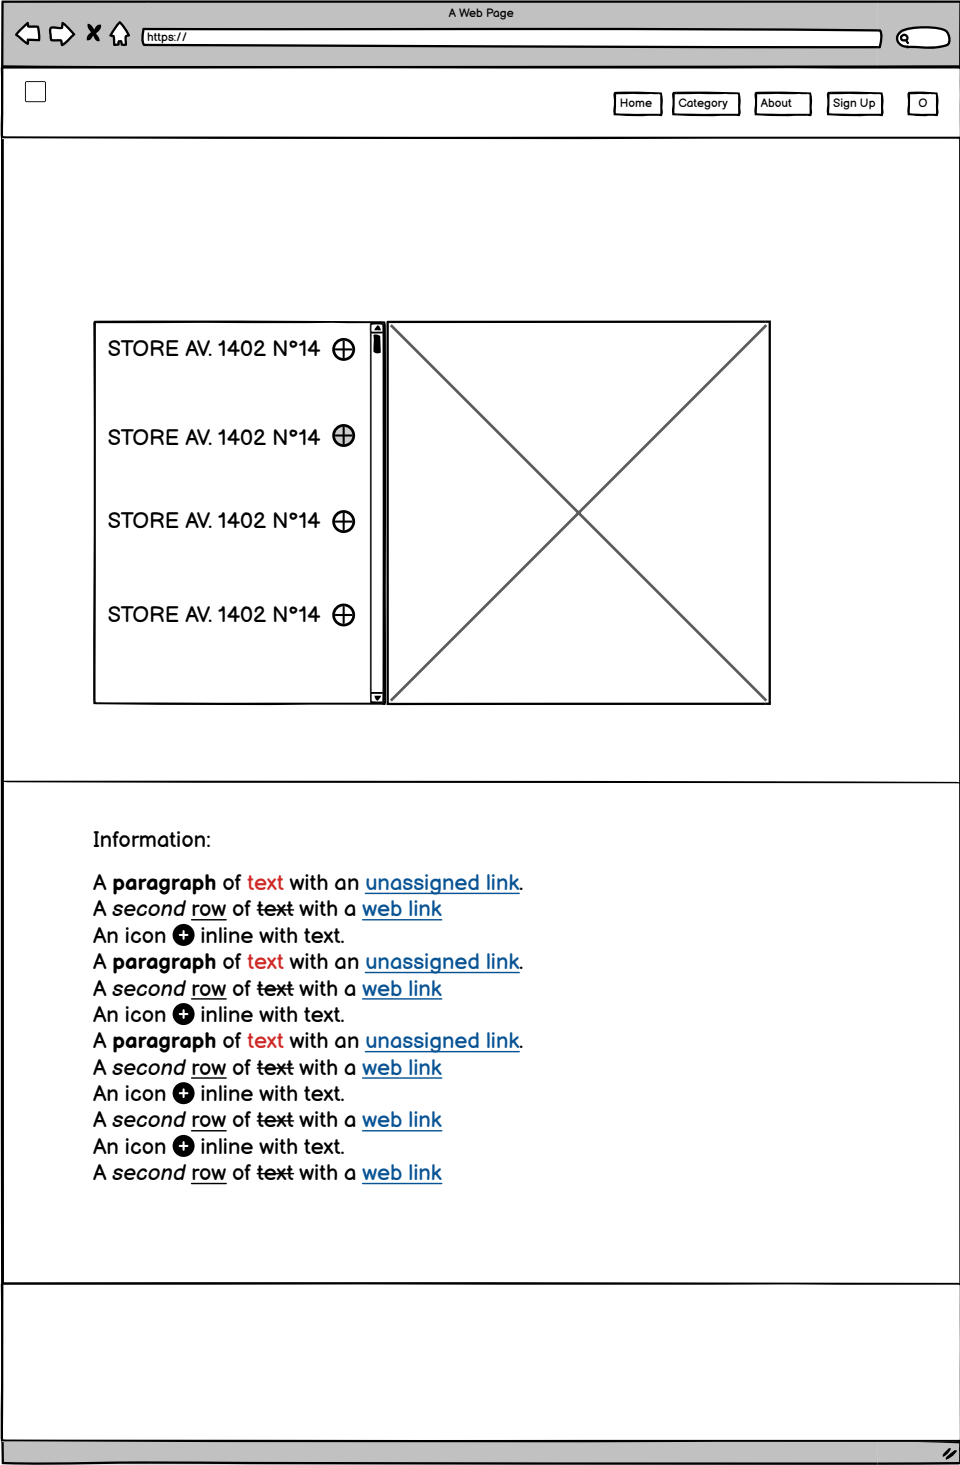 A Web Page
https://
Home Category About Sign Up O
STORE AV. 1402 N°14
STORE AV. 1402 N°14
STORE AV. 1402 N°14
STORE AV. 1402 N°14
Information:
A paragraph of text with an unassigned link.
A second row of text with a web link
An icon inline with text.
A paragraph of text with an unassigned link.
A second row of text with a web link
An icon inline with text.
A paragraph of text with an unassigned link.
A second row of text with a web link
An icon inline with text.
A second row of text with a web link
An icon inline with text.
A second row of text with a web link